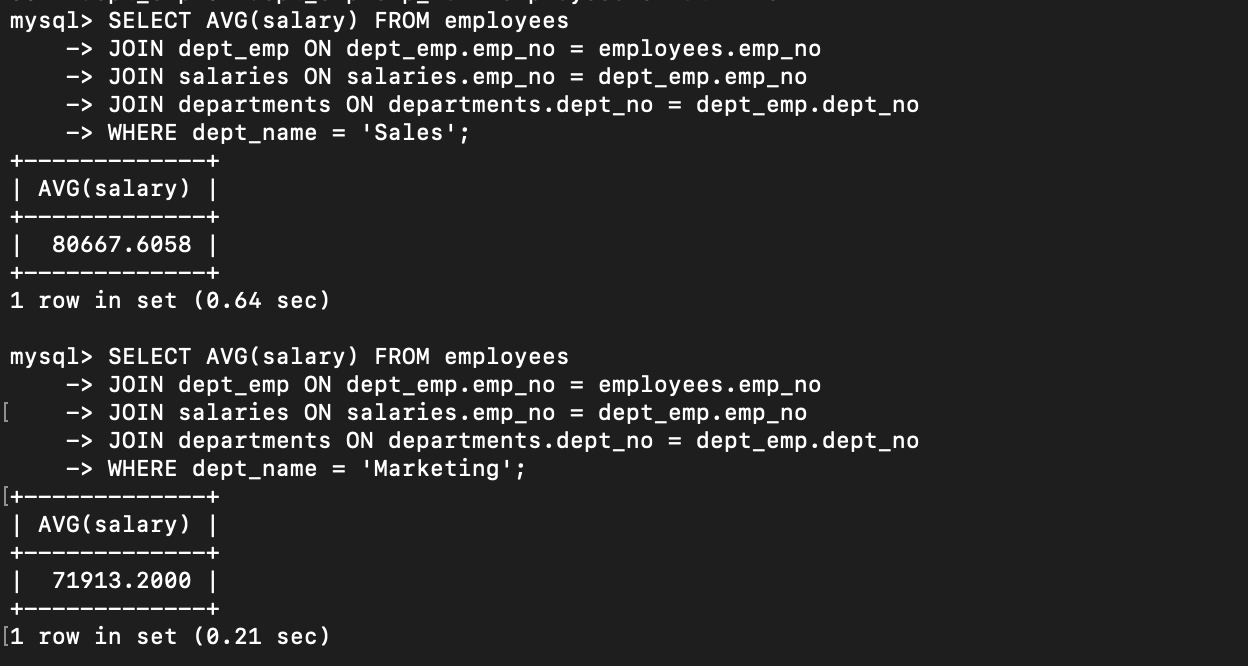 mysql> SELECT AVG(salary) FROM employees
    -> JOIN dept_emp ON dept_emp.emp_no = employees.emp_no
    -> JOIN salaries ON salaries.emp_no = dept_emp.emp_no
    -> JOIN departments ON departments.dept_no = dept_emp.dept_no
    -> WHERE dept_name = 'Sales';
+-------------+
| AVG(salary) |
+-------------+
|  80667.6058 |
+-------------+
1 row in set (0.64 sec)

mysql> SELECT AVG(salary) FROM employees
    -> JOIN dept_emp ON dept_emp.emp_no = employees.emp_no
[    -> JOIN salaries ON salaries.emp_no = dept_emp.emp_no
    -> JOIN departments ON departments.dept_no = dept_emp.dept_no
    -> WHERE dept_name = 'Marketing';
[+-------------+
| AVG(salary) |
+-------------+
|  71913.2000 |
+-------------+
[1 row in set (0.21 sec)